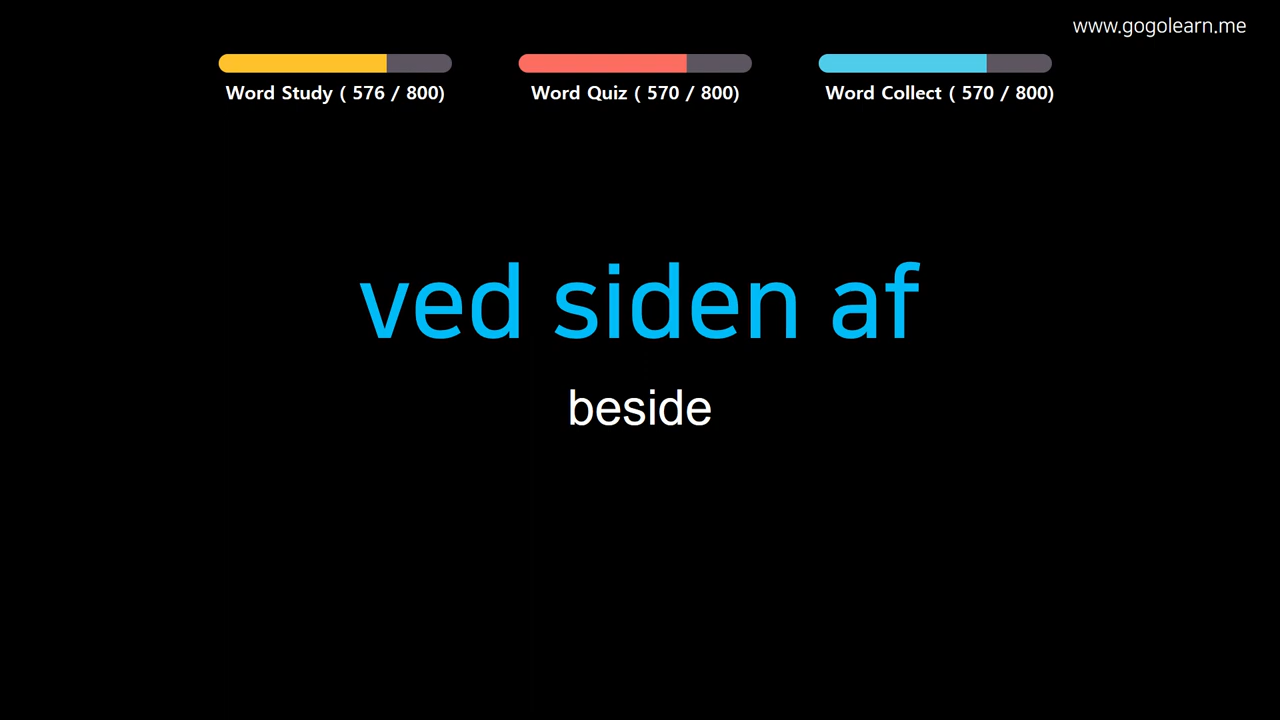 www.gogolearn.me
Word Study ( 576 / 800)
Word Quiz ( 570 / 800)
Word Collect ( 570 / 800)
ved siden af
beside